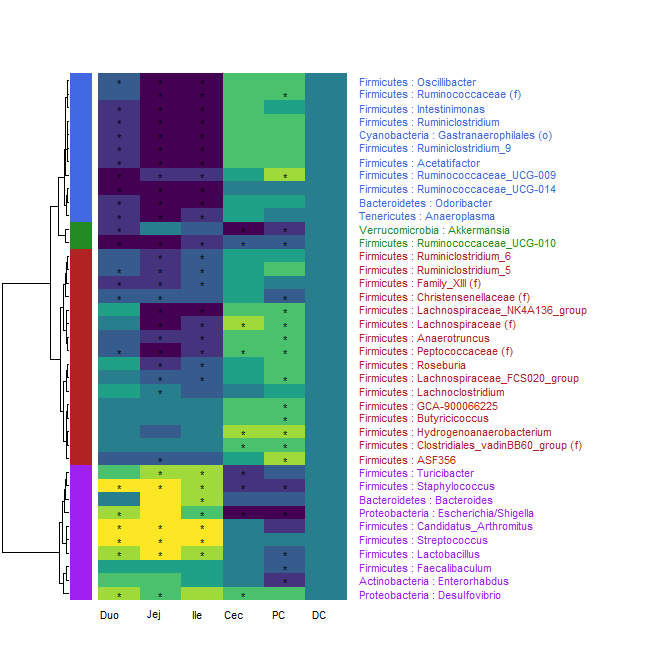 Firmicutes : Oscillibacter
Firmicutes : Ruminococcaceae (f)
Firmicutes : Intestinimonas
Firmicutes : Ruminiclostridium
Cyanobacteria : Gastranaerophilales (o)
Firmicutes : Ruminiclostridium_9
Firmicutes : Acetatifactor
Firmicutes : Ruminococcaceae_UCG-009
Firmicutes : Ruminococcaceae_UCG-014
Bacteroidetes : Odoribacter
Tenericutes : Anaeroplasma
Verrucomicrobia : Akkermansia
Firmicutes : Ruminococcaceae_UCG-010
Firmicutes : Ruminiclostridium_6
Firmicutes : Ruminiclostridium_5
Firmicutes : Family_XIII (f)
Firmicutes : Christensenellaceae (f)
Firmicutes : Lachnospiraceae_NK4A136_group
Firmicutes : Lachnospiraceae (f)
Firmicutes : Anaerotruncus
Firmicutes : Peptococcaceae (f)
Firmicutes : Roseburia
Firmicutes : Lachnospiraceae_FCS020_group
Firmicutes : Lachnoclostridium
Firmicutes : GCA-900066225
Firmicutes : Butyricicoccus
Firmicutes : Hydrogenoanaerobacterium
Firmicutes : Clostridiales_vadinBB60_group (f)
Firmicutes : ASF356
Firmicutes : Turicibacter
Firmicutes : Staphylococcus
Bacteroidetes : Bacteroides
Proteobacteria : Escherichia/Shigella
Firmicutes : Candidatus_Arthromitus
Firmicutes : Streptococcus
Firmicutes : Lactobacillus
Firmicutes : Faecalibaculum
Actinobacteria : Enterorhabdus
Proteobacteria : Desulfovibrio
Duo Jej Ile Cec PC DC